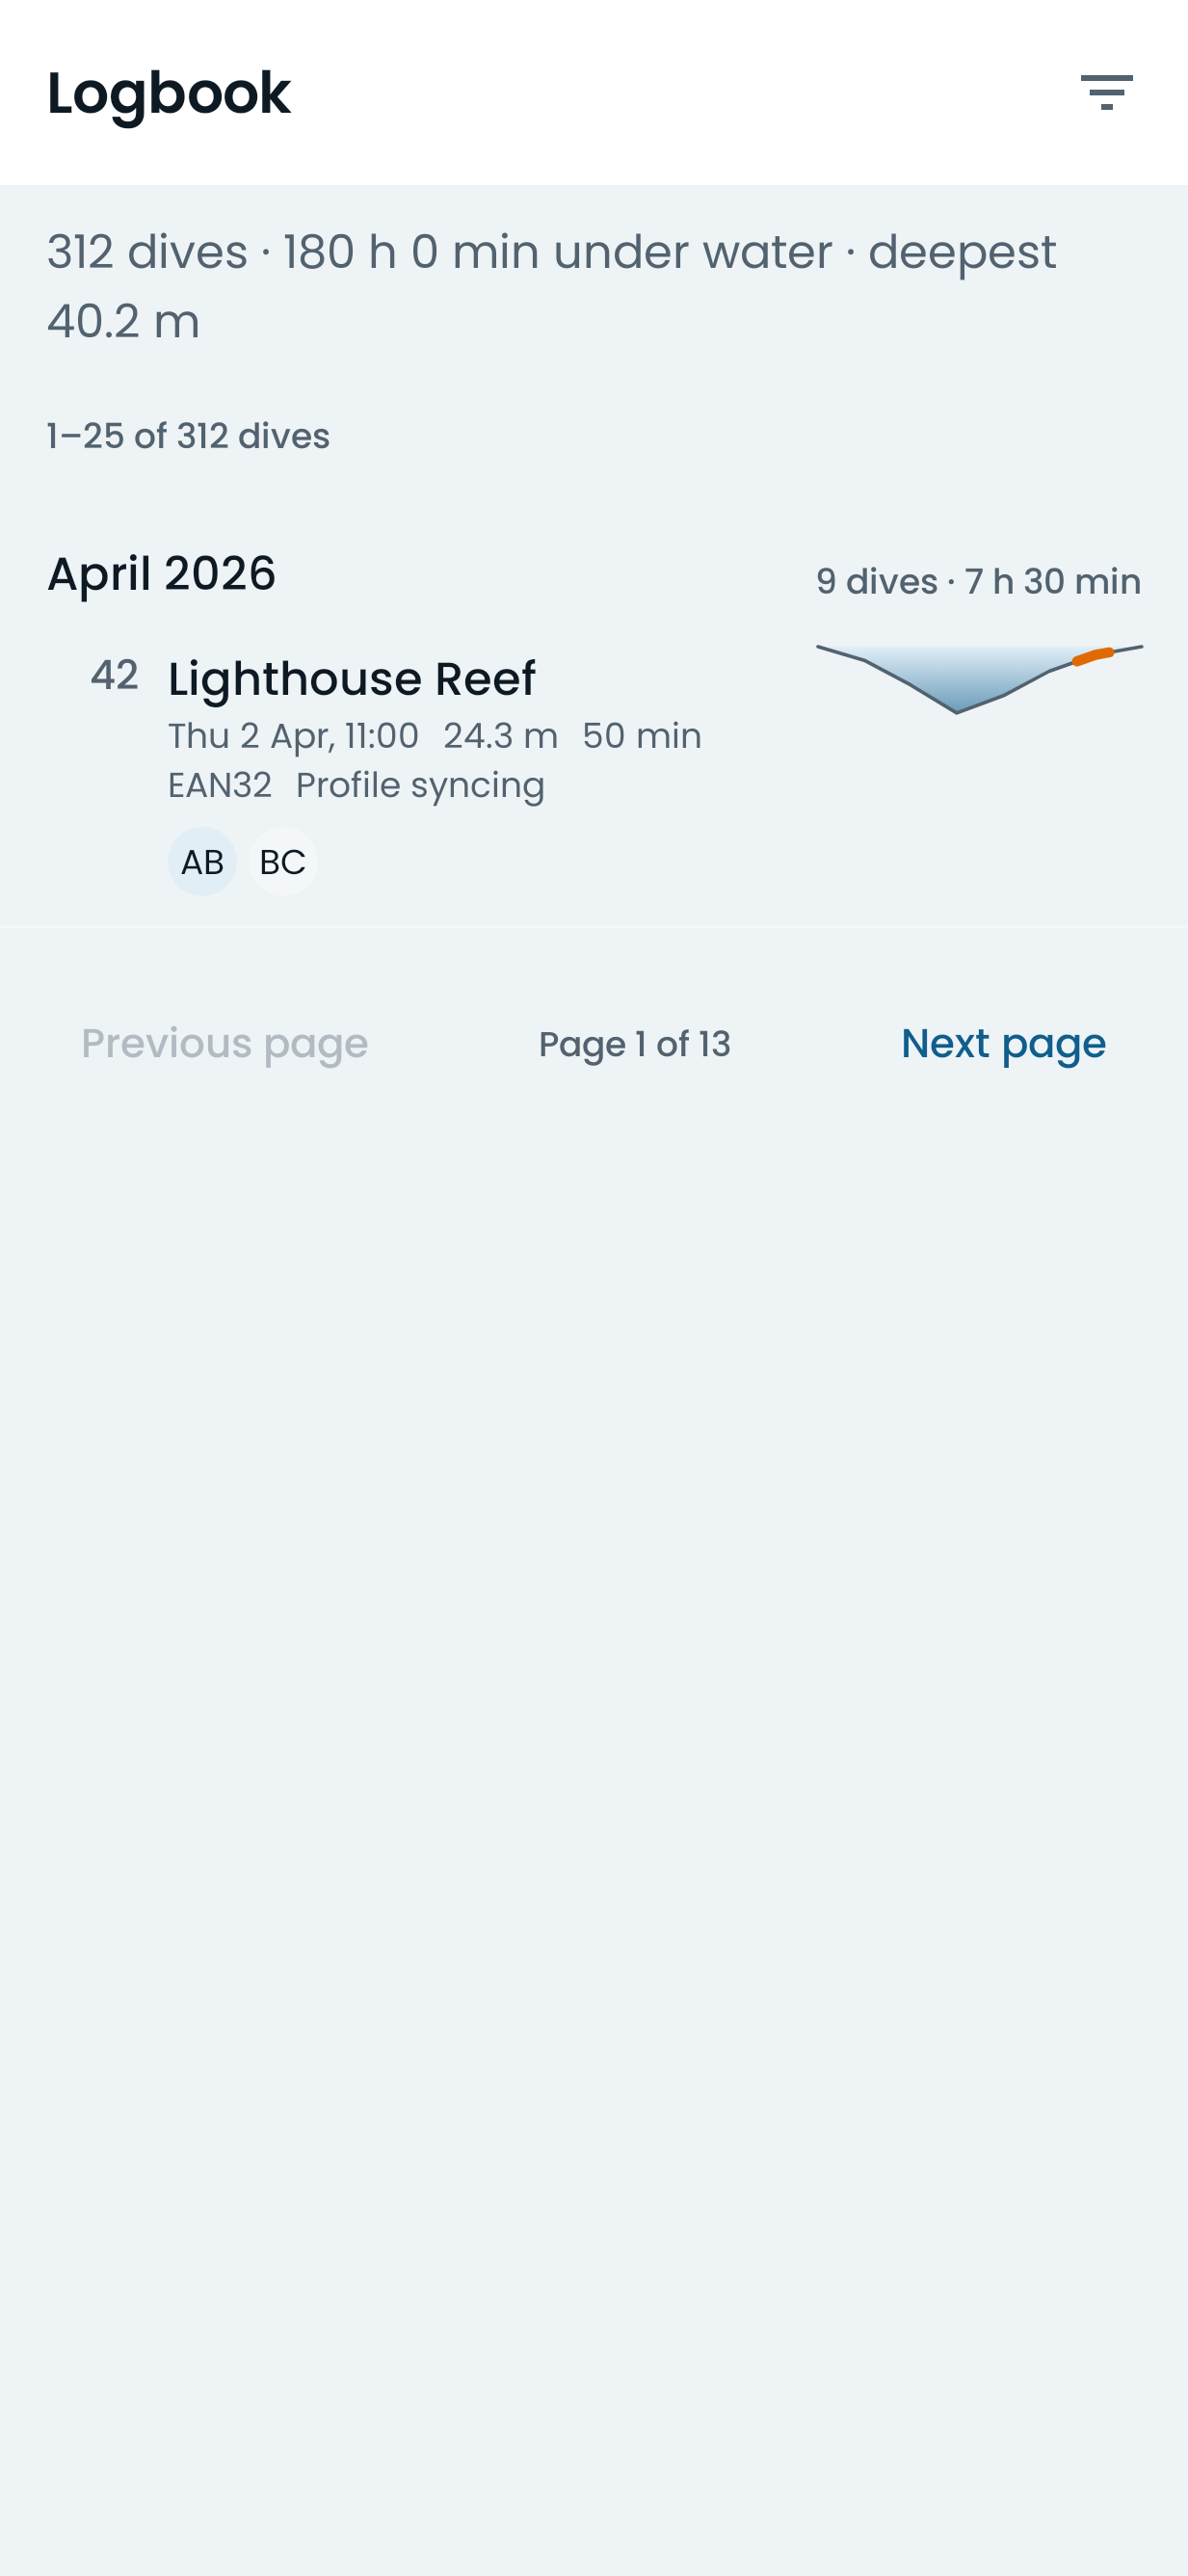 Logbook
312 dives · 180 h 0 min under water · deepest
40.2 m
1–25 of 312 dives
April 2026
9 dives · 7 h 30 min
42
Lighthouse Reef
Thu 2 Apr, 11:00 24.3 m 50 min
EAN32 Profile syncing
AB BC
Previous page
Page 1 of 13
Next page